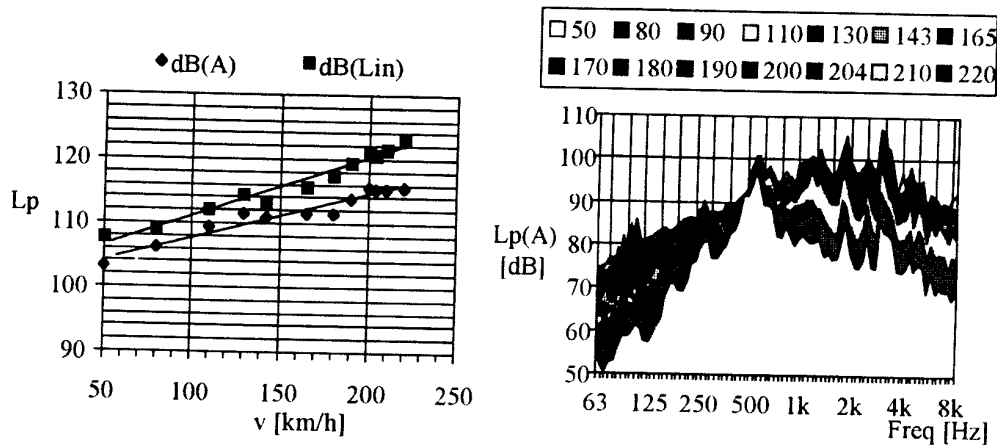 dB(A) dB(Lin)
130
120
Lp
110
100
90
50 100 150 200 250
v [km/h]
50 80 90 110 130 143 165
170 180 190 200 204 210 220
110
100
90
Lp(A)
80
[dB]
70
60
50
63 125 250 500 1k 2k 4k 8k
Freq [Hz]